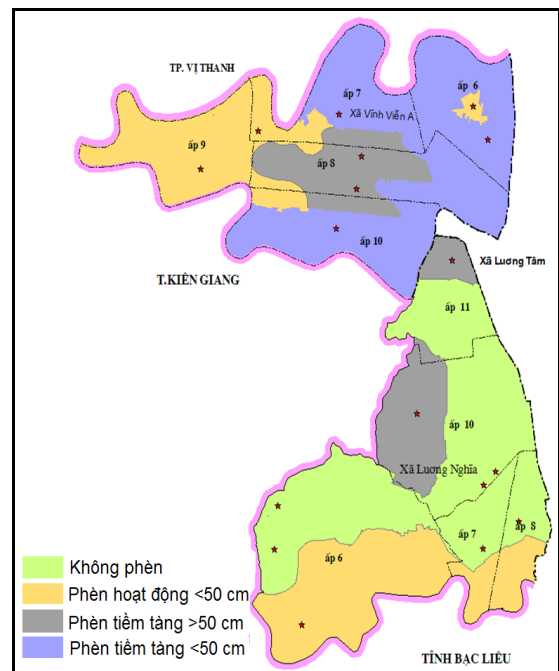 TP. VỊ THANH
ấp 7
ấp 6
Xã Vĩnh Viễn A
ấp 9
ấp 8
ấp 10
Xã Lương Tâm
T.KIÊN GIANG
ấp 11
ấp 10
Xã Lương Nghĩa
ấp 7
ấp 8
ấp 6
Không phèn
Phèn hoạt động <50 cm
Phèn tiềm tàng >50 cm
Phèn tiềm tàng <50 cm
TỈNH BẠC LIÊU